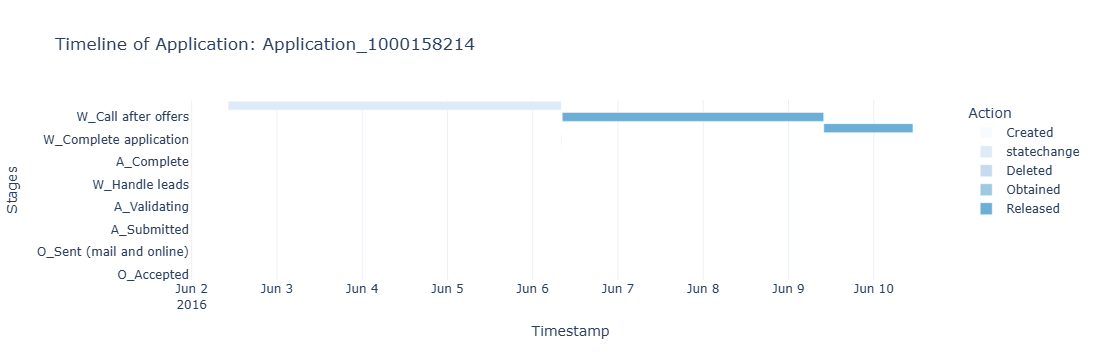 Timeline of Application: Application_1000158214
Stages
W_Call after offers
W_Complete application
A_Complete
W_Handle leads
A_Validating
A_Submitted
O_Sent (mail and online)
O_Accepted
Jun 2
2016
Jun 3
Jun 4
Jun 5
Jun 6
Jun 7
Jun 8
Jun 9
Jun 10
Timestamp
Action
Created
statechange
Deleted
Obtained
Released